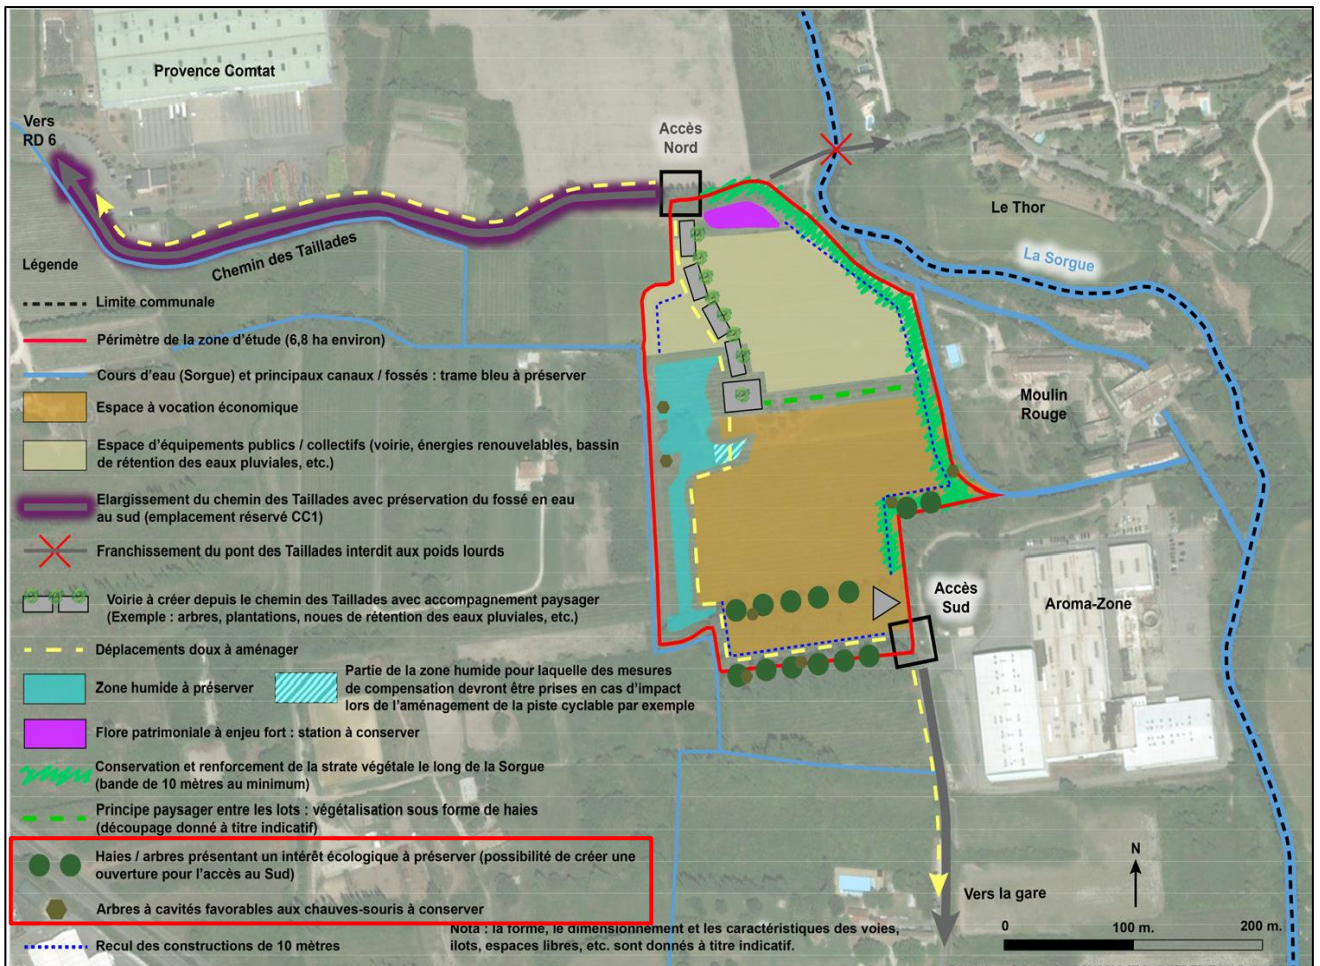 Provence Comtat
Vers
RD 6
Accès
Nord
Le Thor
La Sorgue
Chemin des Taillades
Légende
Limite communale
Périmètre de la zone d'étude (6,8 ha environ)
Cours d'eau (Sorgue) et principaux canaux / fossés : trame bleu à préserver
Espace à vocation économique
Espace d'équipements publics / collectifs (voirie, énergies renouvelables, bassin
de rétention des eaux pluviales, etc.)
Elargissement du chemin des Taillades avec préservation du fossé en eau
au sud (emplacement réservé CC1)
Franchissement du pont des Taillades interdit aux poids lourds
Voirie à créer depuis le chemin des Taillades avec accompagnement paysager
(Exemple : arbres, plantations, noues de rétention des eaux pluviales, etc.)
Déplacements doux à aménager
Zone humide à préserver
Partie de la zone humide pour laquelle des mesures
de compensation devront être prises en cas d'impact
lors de l'aménagement de la piste cyclable par exemple
Flore patrimoniale à enjeu fort : station à conserver
Conservation et renforcement de la strate végétale le long de la Sorgue
(bande de 10 mètres au minimum)
Principe paysager entre les lots : végétalisation sous forme de haies
(découpage donné à titre indicatif)
Haies / arbres présentant un intérêt écologique à préserver (possibilité de créer une
ouverture pour l'accès au Sud)
Arbres à cavités favorables aux chauves-souris à conserver
Recul des constructions de 10 mètres
Moulin
Rouge
Accès
Sud
Aroma-Zone
Vers la gare
N
Nota : la forme, le dimensionnement et les caractéristiques des voies,
ilots, espaces libres, etc. sont donnés à titre indicatif.
0 100 m. 200 m.